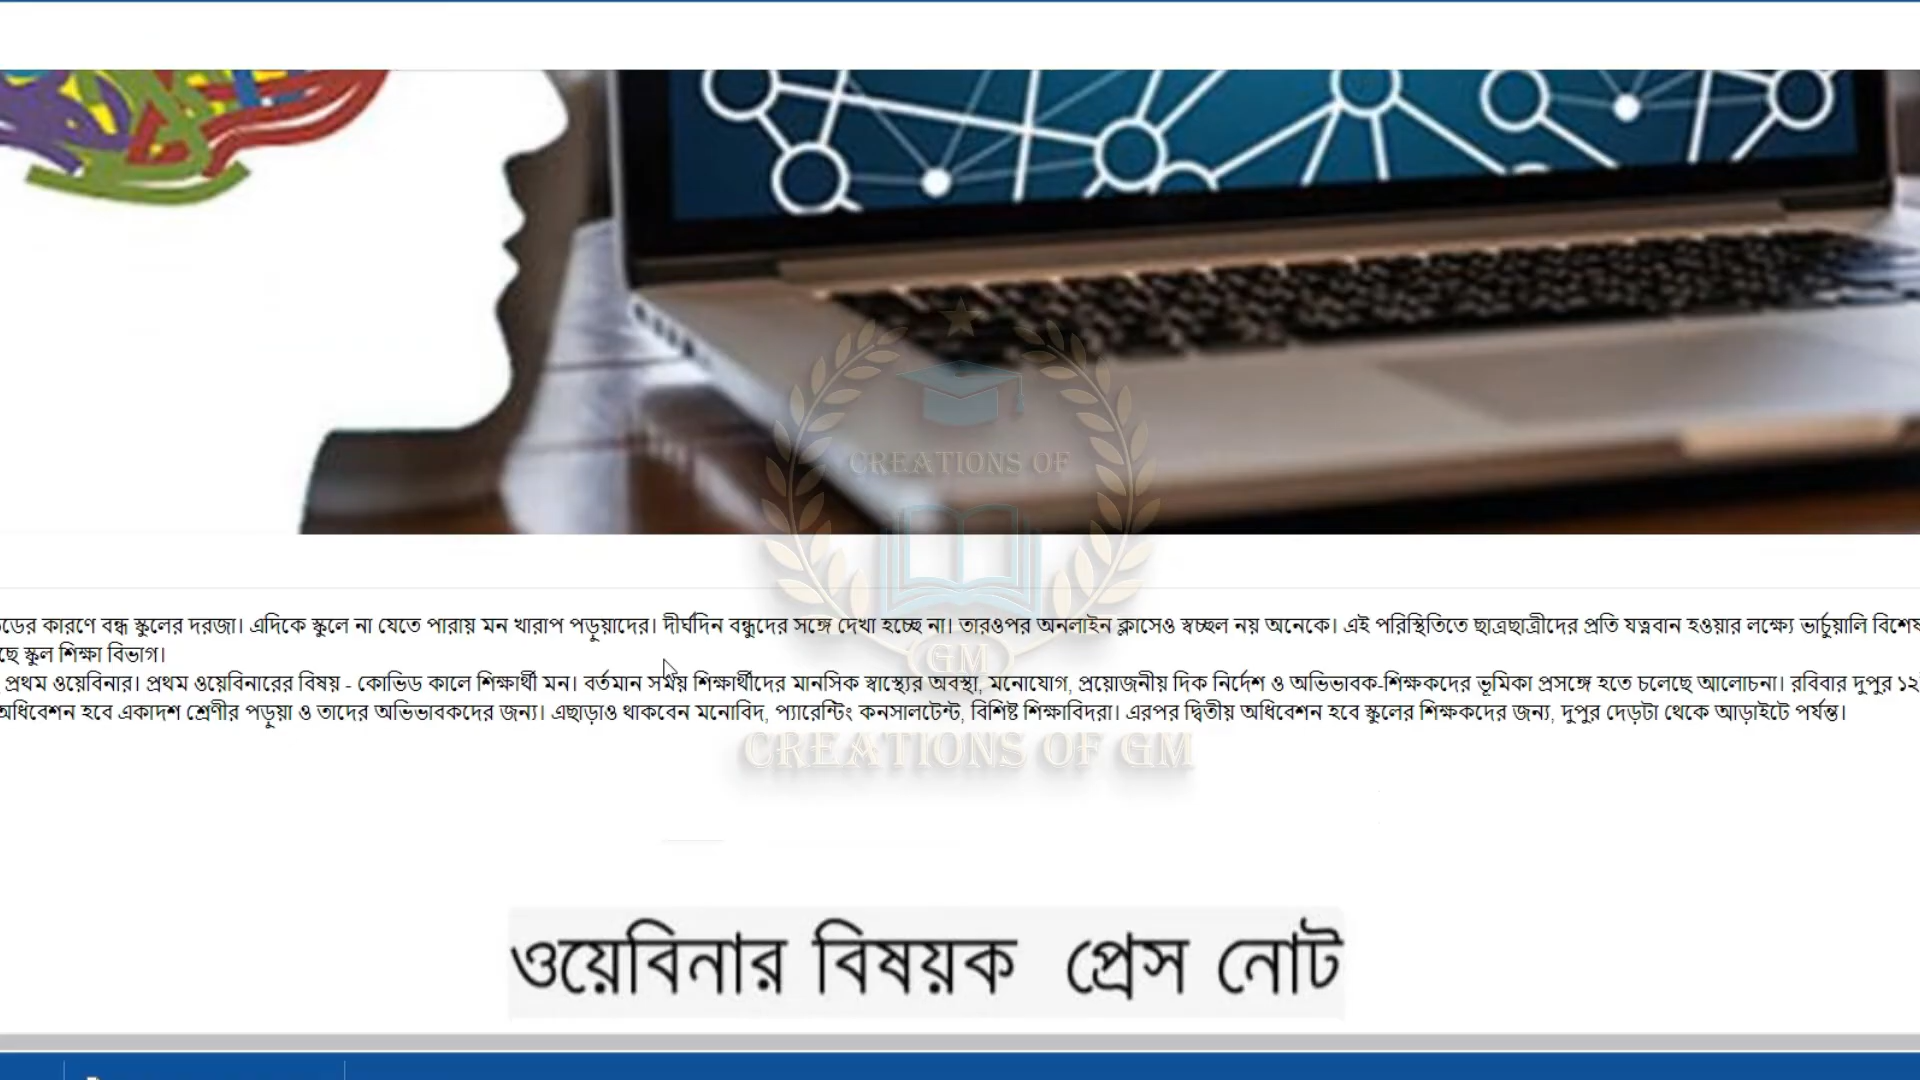 CREATIONS OF
কারণে বন্ধ স্কুলের দরজা। এদিকে স্কুলে না যেতে পারায় মন খারাপ পড়ুয়াদের। দীর্ঘদিন বন্ধুদের সঙ্গে দেখা হচ্ছে না। তারওপর অনলাইন ক্লাসেও স্বচ্ছল নয় অনেকে। এই পরিস্থিতিতে ছাত্রছাত্রীদের প্রতি যত্নবান হওয়ার লক্ষ্যে ভার্চুয়ালি
স্কুল শিক্ষা বিভাগ।
GM
প্রথম ওয়েবিনার। প্রথম ওয়েবিনারের বিষয় - কোভিড কালে শিক্ষার্থী মন। বর্তমান সময় শিক্ষার্থীদের মানসিক স্বাস্থ্যের অবস্থা, মনোযোগ, প্রয়োজনীয় দিক নির্দেশ ও অভিভাবক-শিক্ষকদের ভূমিকা প্রসঙ্গে হতে চলেছে আলোচনা। রবিবার দুপুর
অধিবেশন হবে একাদশ শ্রেণীর পড়ুয়া ও তাদের অভিভাবকদের জন্য। এছাড়াও থাকবেন মনোবিদ, প্যারেন্টিং কনসালটেন্ট, বিশিষ্ট শিক্ষাবিদরা। এরপর দ্বিতীয় অধিবেশন হবে স্কুলের শিক্ষকদের জন্য, দুপুর দেড়টা থেকে আড়াইটে পর্যন্ত।
CREATIONS OF GM
ওয়েবিনার বিষয়ক প্রেস নোট